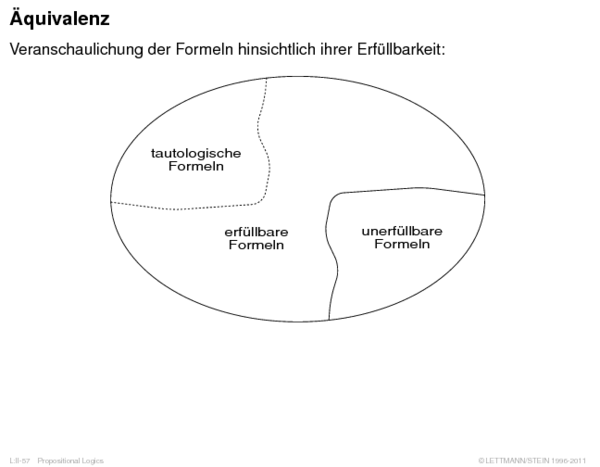 Äquivalenz
Veranschaulichung der Formeln hinsichtlich ihrer Erfüllbarkeit:
tautologische
Formeln
erfüllbare
Formeln
unerfüllbare
Formeln
L:II-57 Propositional Logics
© LETTMANN/STEIN 1996-2011